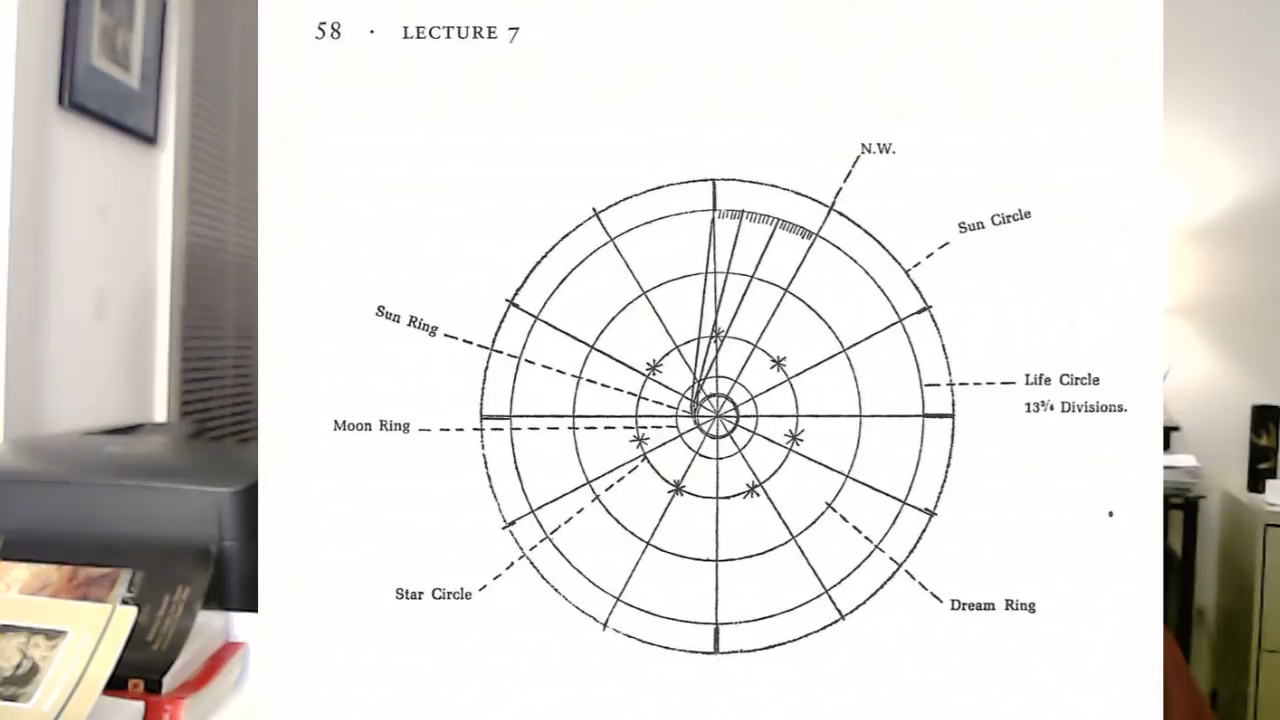 58 · LECTURE 7
N.W.
Sun Circle
Sun Ring
Life Circle
13¾ Divisions.
Moon Ring
Star Circle
Dream Ring